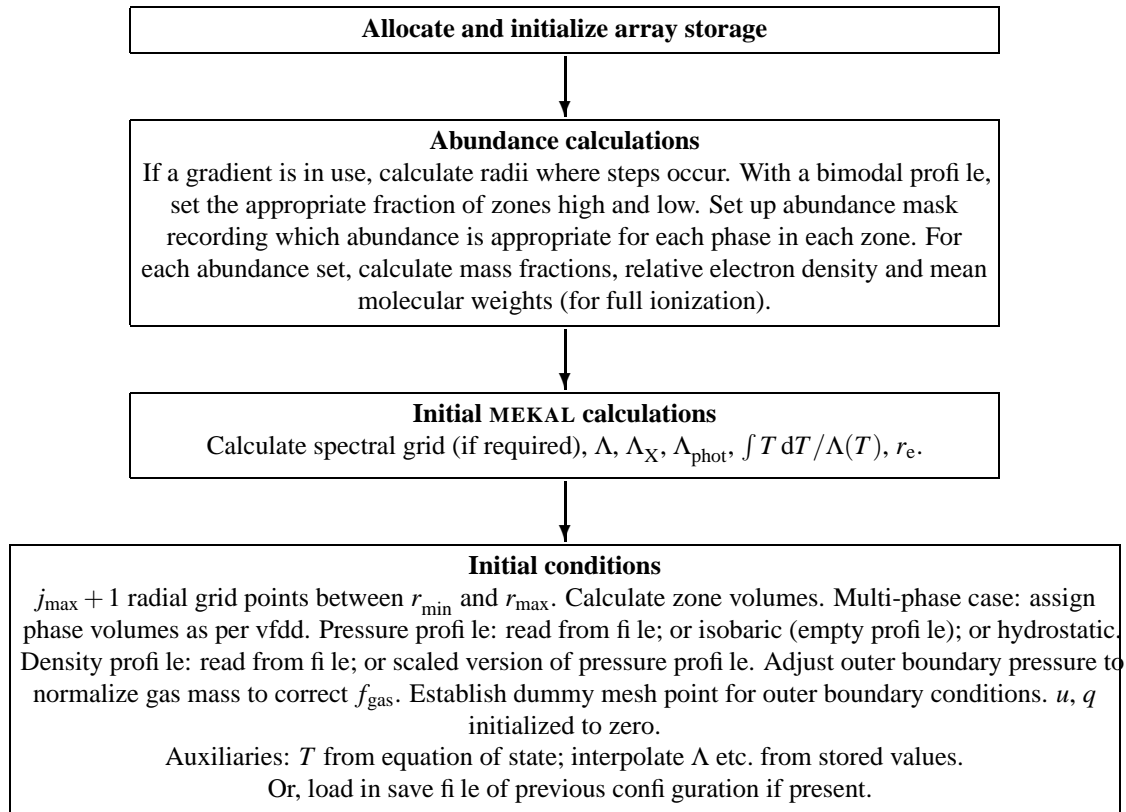 Allocate and initialize array storage
Abundance calculations
If a gradient is in use, calculate radii where steps occur. With a bimodal profi le,
set the appropriate fraction of zones high and low. Set up abundance mask
recording which abundance is appropriate for each phase in each zone. For
each abundance set, calculate mass fractions, relative electron density and mean
molecular weights (for full ionization).
Initial MEKAL calculations
Calculate spectral grid (if required), Λ, Λ_X, Λ_phot, ∫ T dT/Λ(T), r_e.
Initial conditions
j_max + 1 radial grid points between r_min and r_max. Calculate zone volumes. Multi-phase case: assign
phase volumes as per vfdd. Pressure profi le: read from fi le; or isobaric (empty profi le); or hydrostatic.
Density profi le: read from fi le; or scaled version of pressure profi le. Adjust outer boundary pressure to
normalize gas mass to correct f_gas. Establish dummy mesh point for outer boundary conditions. u, q
initialized to zero.
Auxiliaries: T from equation of state; interpolate Λ etc. from stored values.
Or, load in save fi le of previous confi guration if present.